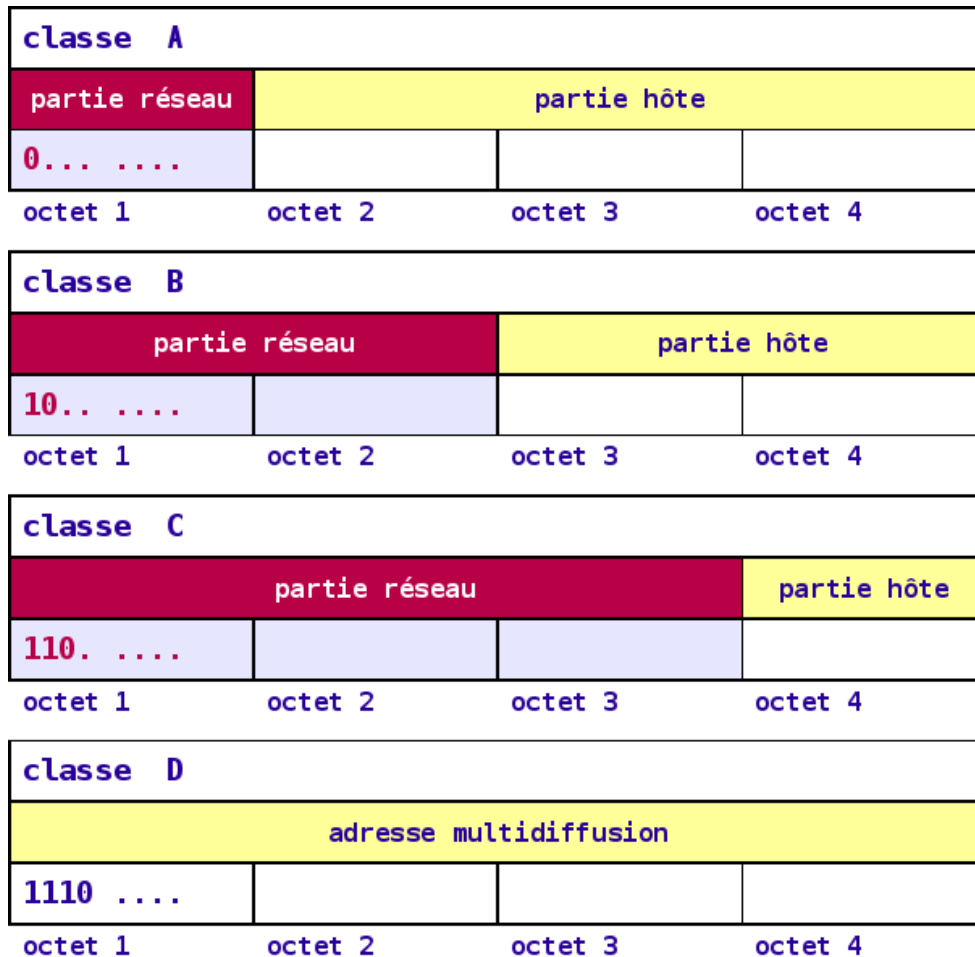 classe A
partie réseau partie hôte
0... ....
octet 1 octet 2 octet 3 octet 4
classe B
partie réseau partie hôte
10.. ....
octet 1 octet 2 octet 3 octet 4
classe C
partie réseau partie hôte
110. ....
octet 1 octet 2 octet 3 octet 4
classe D
adresse multidiffusion
1110 ....
octet 1 octet 2 octet 3 octet 4